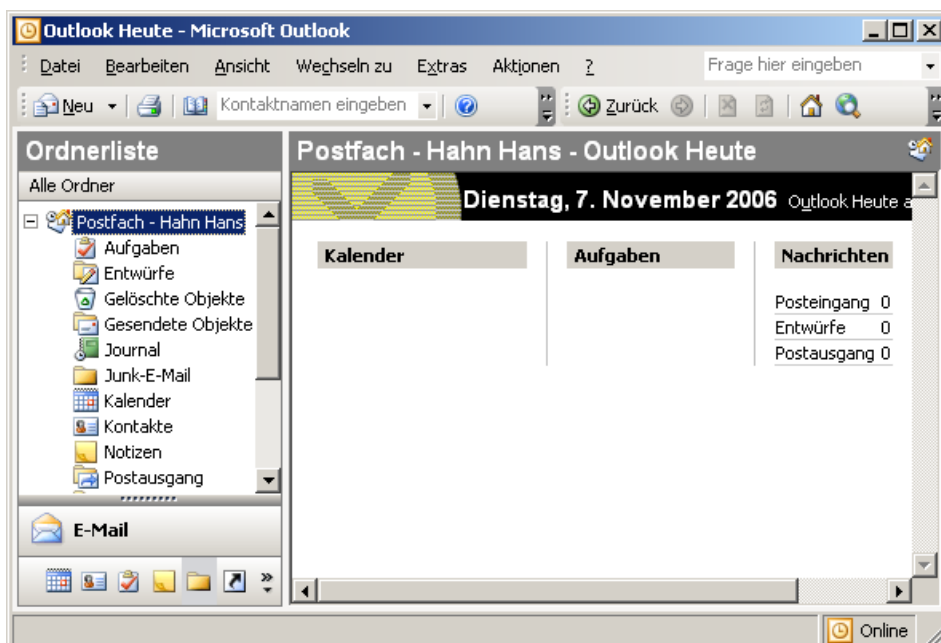 Outlook Heute - Microsoft Outlook
Datei Bearbeiten Ansicht Wechseln zu Extras Aktionen ? Frage hier eingeben
Neu Kontaktnamen eingeben Zurück
Ordnerliste
Alle Ordner
Postfach - Hahn Hans
Aufgaben
Entwürfe
Gelöschte Objekte
Gesendete Objekte
Journal
Junk-E-Mail
Kalender
Kontakte
Notizen
Postausgang
E-Mail
Postfach - Hahn Hans - Outlook Heute
Dienstag, 7. November 2006 Outlook Heute a
Kalender Aufgaben Nachrichten
Posteingang 0
Entwürfe 0
Postausgang 0
Online